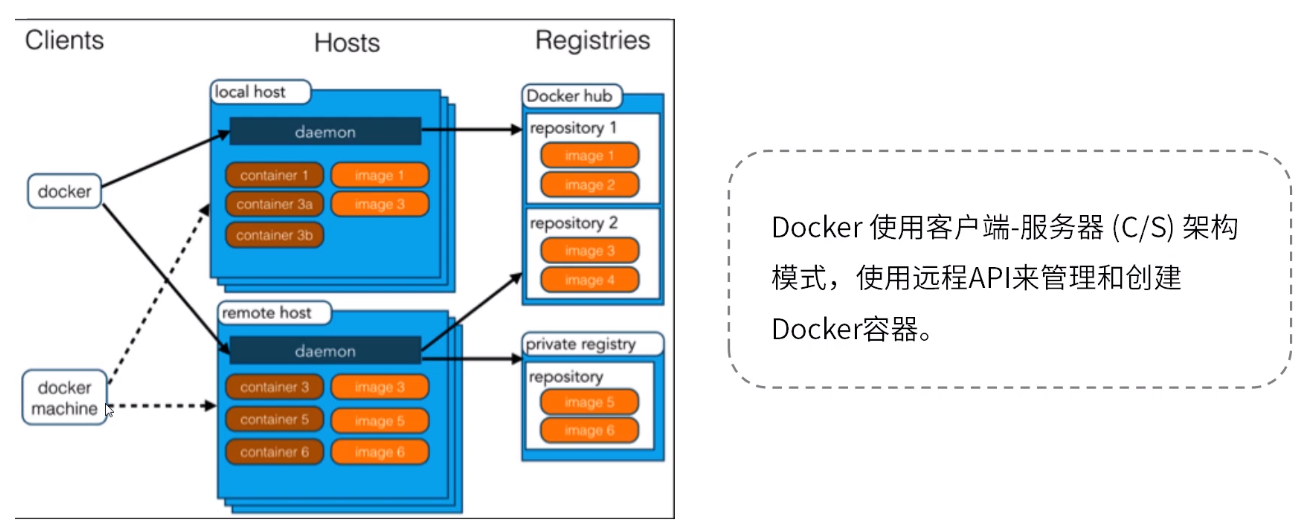 Clients
Hosts
Registries
local host
daemon
container 1
image 1
container 3a
image 3
container 3b
docker
docker
machine
remote host
daemon
container 3
image 3
container 5
image 5
container 6
image 6
Docker hub
repository 1
image 1
image 2
repository 2
image 3
image 4
private registry
repository
image 5
image 6
Docker 使用客户端-服务器 (C/S) 架构
模式，使用远程API来管理和创建
Docker容器。